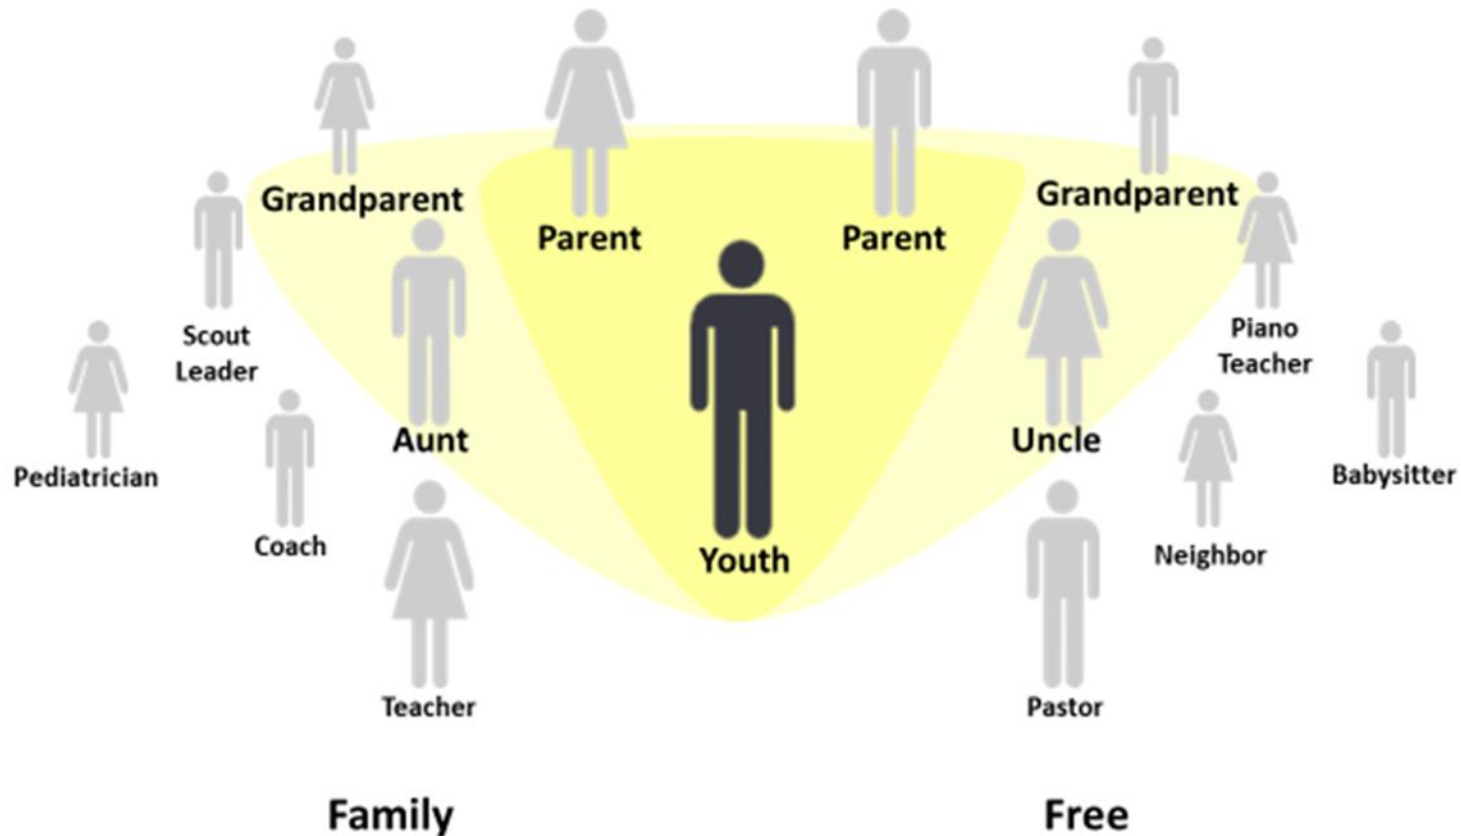 Grandparent
Parent
Parent
Grandparent
Scout
Leader
Piano
Teacher
Pediatrician
Aunt
Uncle
Babysitter
Coach
Youth
Neighbor
Teacher
Pastor
Family
Free